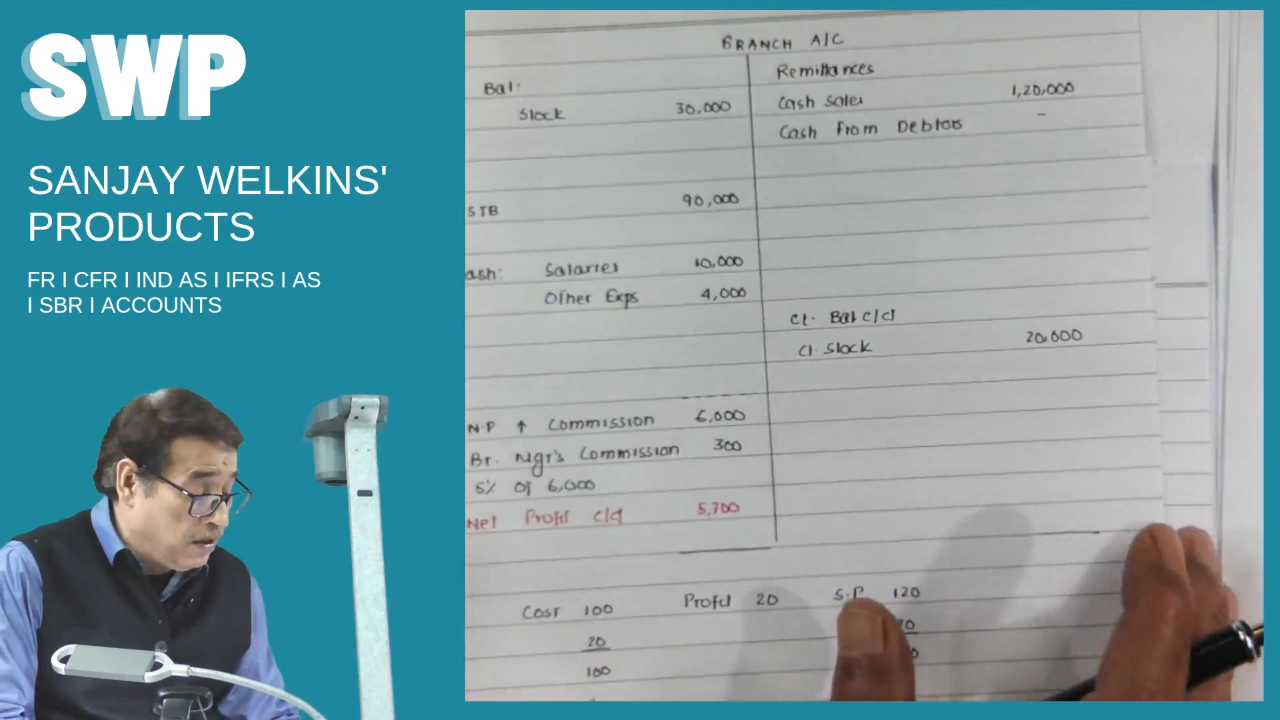 SWP
SANJAY WELKINS'
PRODUCTS
FR I CFR I IND AS I IFRS I AS
I SBR I ACCOUNTS
BRANCH A/C
Bal:
Stock 30,000
STB 90,000
ash: Salaries 10,000
Other Exps 4,000
N.P ↑ Commission 6,000
Br. Mgr's Commission 300
5% of 6,000
Net Profit c/d 5,700
Remittances
Cash Sales 1,20,000
Cash From Debtors -
Cl. Bal c/d
Cl. Stock 20,000
Cost 100 Profit 20 S.P 120
20
100